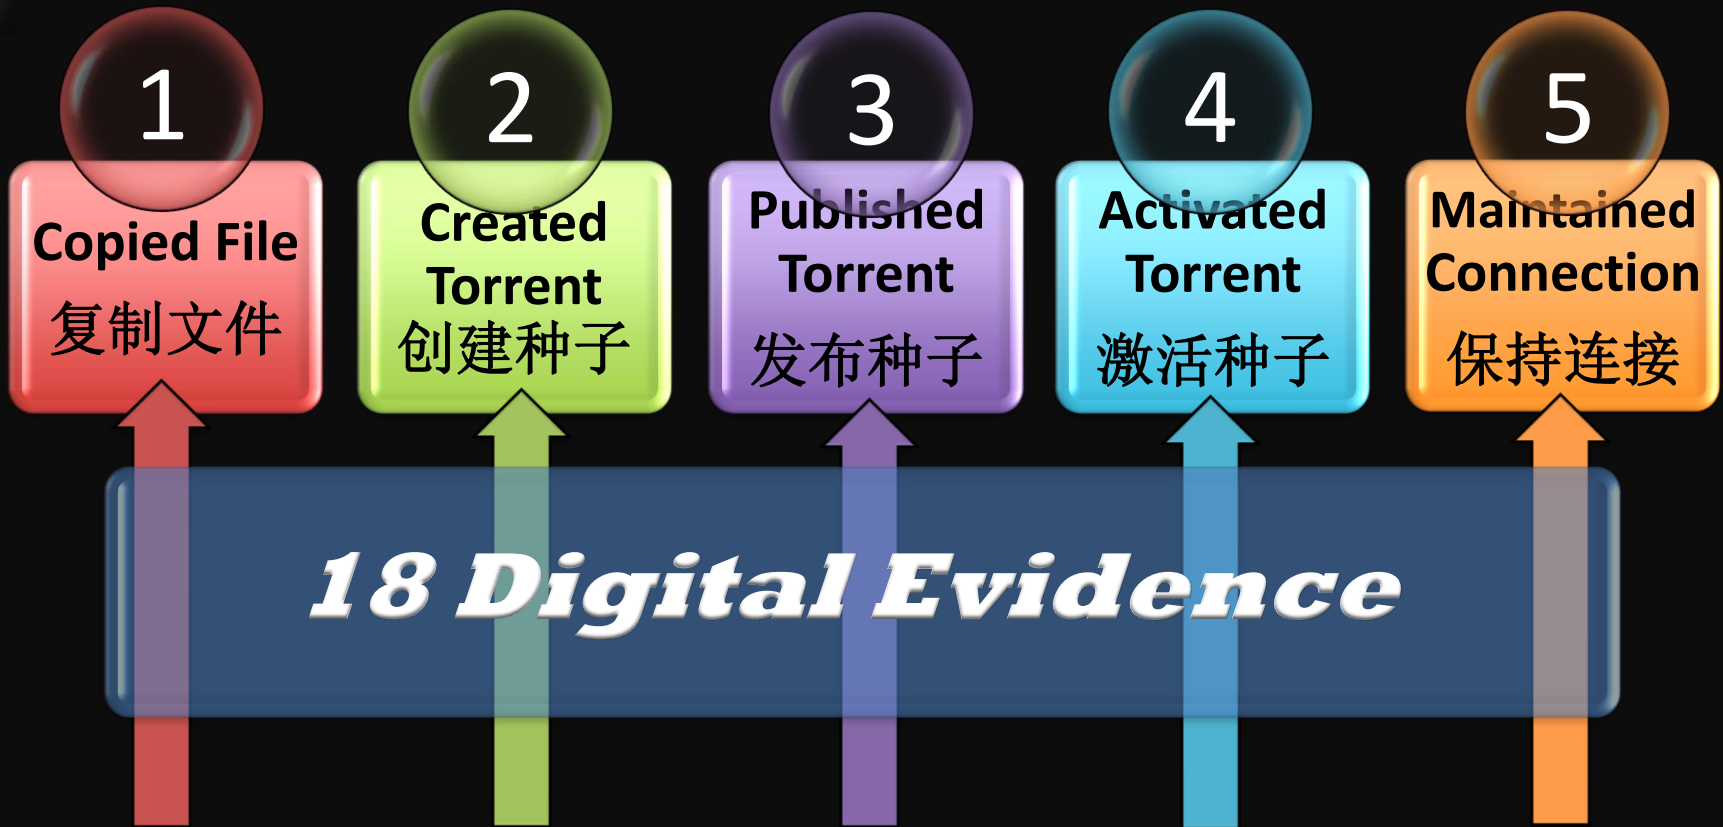 1
Copied File
复制文件
2
Created
Torrent
创建种子
3
Published
Torrent
发布种子
4
Activated
Torrent
激活种子
5
Maintained
Connection
保持连接
18 Digital Evidence